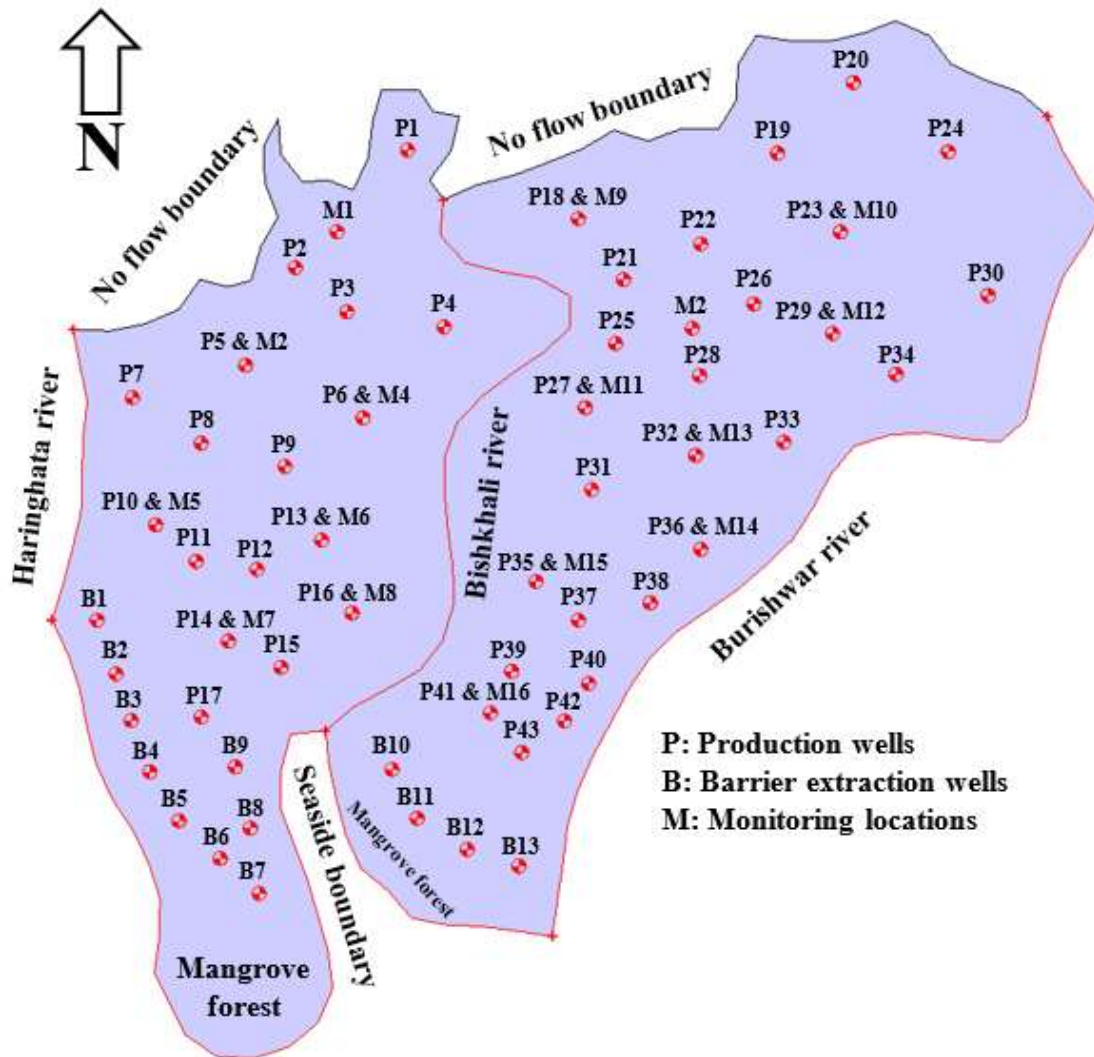 N
No flow boundary
No flow boundary
P20
P1
P19
P24
M1
P18 & M9
P22
P23 & M10
P2
P21
P3
P4
P26
P30
M2
P29 & M12
P25
P5 & M2
P28
P34
P7
P6 & M4
P27 & M11
P8
P9
P32 & M13
P33
Haringhata river
Bishkhali river
P31
P10 & M5
P13 & M6
P11
P12
P36 & M14
P35 & M15
P38
Burishwar river
P16 & M8
B1
P14 & M7
P37
P15
B2
P39
P40
P41 & M16
B3
P17
P42
P43
B4
B9
B10
P: Production wells
B: Barrier extraction wells
M: Monitoring locations
B5
B8
B11
Seaside boundary
Mangrove forest
B6
B12
B13
B7
Mangrove
forest